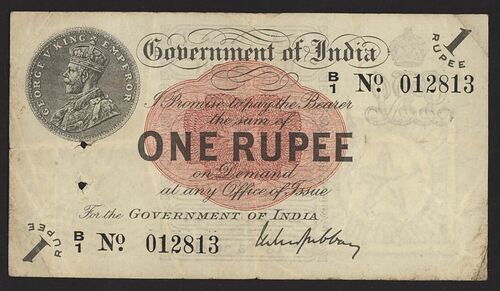 GEORGE V KING & EMPEROR
Government of India
1 RUPEE
B/1 No. 012813
I Promise to pay the Bearer
the sum of
ONE RUPEE
on Demand
at any Office of Issue
For the GOVERNMENT OF INDIA
1 RUPEE
B/1 No. 012813